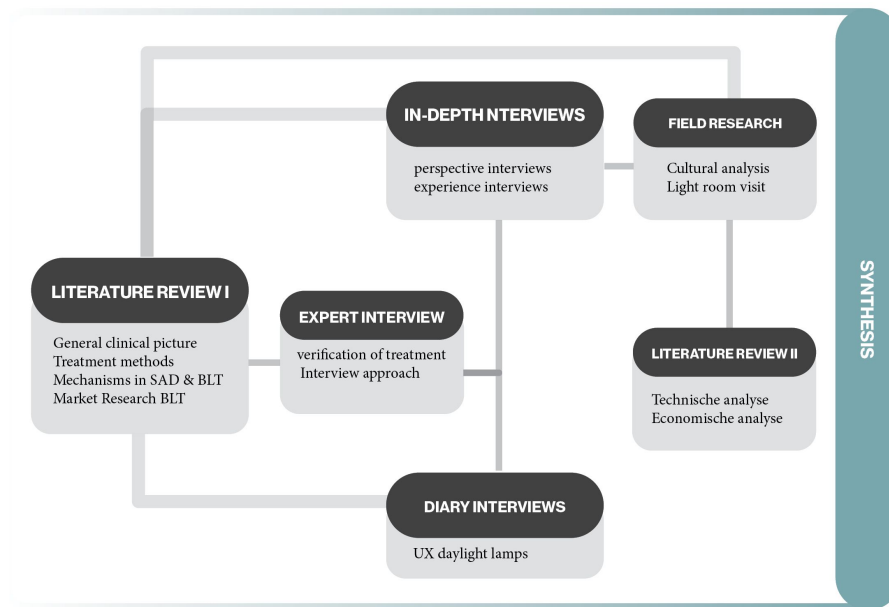 LITERATURE REVIEW I
General clinical picture
Treatment methods
Mechanisms in SAD & BLT
Market Research BLT
EXPERT INTERVIEW
verification of treatment
Interview approach
IN-DEPTH NTERVIEWS
perspective interviews
experience interviews
DIARY INTERVIEWS
UX daylight lamps
FIELD RESEARCH
Cultural analysis
Light room visit
LITERATURE REVIEW II
Technische analyse
Economische analyse
SYNTHESIS